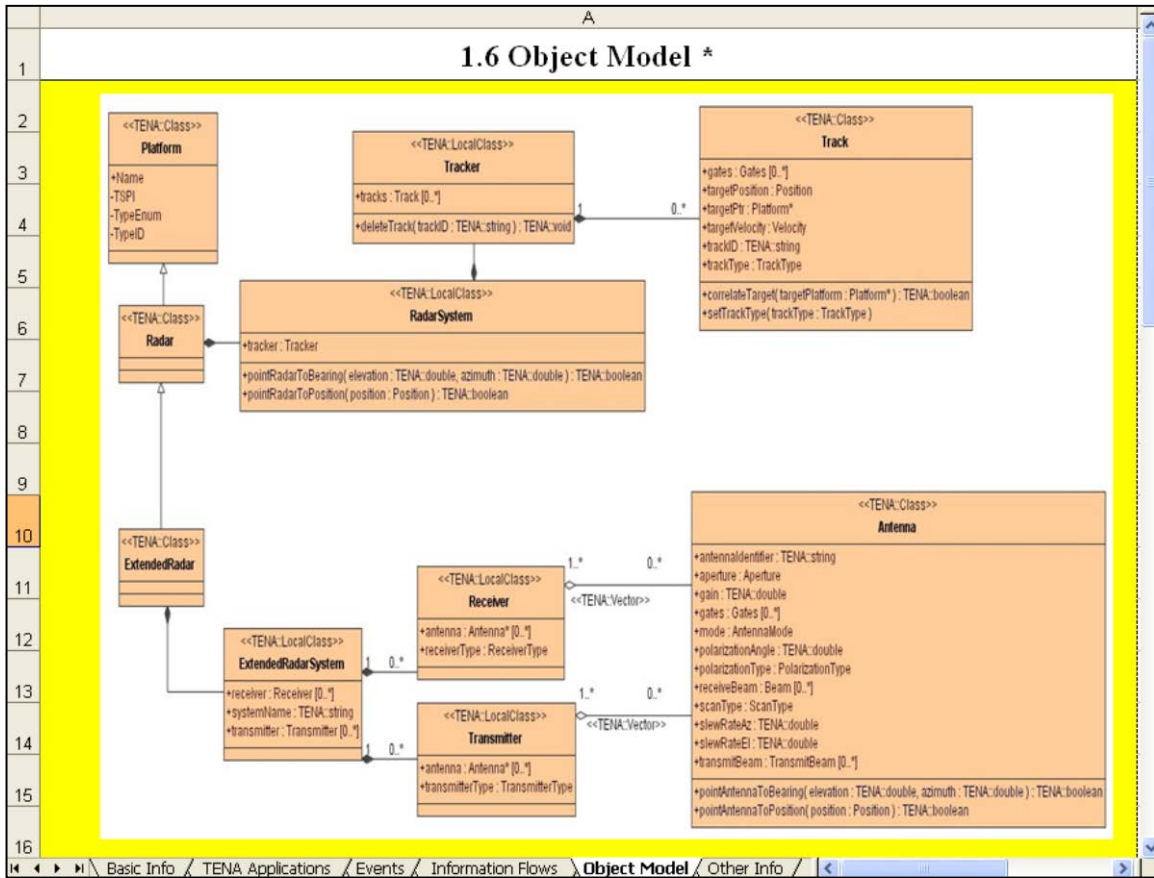 A
1
1.6 Object Model *
2
3
4
5
6
7
8
9
10
11
12
13
14
15
16
<<TENA::Class>>
Platform
+Name
-TSPI
-TypeEnum
-TypeID
<<TENA::LocalClass>>
Tracker
+tracks : Track [0..*]
+deleteTrack( trackID : TENA::string ) : TENA::void
1
0..*
<<TENA::Class>>
Track
+gates : Gates [0..*]
+targetPosition : Position
+targetPtr : Platform*
+targetVelocity : Velocity
+trackID : TENA::string
+trackType : TrackType
+correlateTarget( targetPlatform : Platform* ) : TENA::boolean
+setTrackType( trackType : TrackType )
<<TENA::Class>>
Radar
<<TENA::LocalClass>>
RadarSystem
+tracker : Tracker
+pointRadarToBearing( elevation : TENA::double, azimuth : TENA::double ) : TENA::boolean
+pointRadarToPosition( position : Position ) : TENA::boolean
<<TENA::Class>>
ExtendedRadar
<<TENA::LocalClass>>
ExtendedRadarSystem
+receiver : Receiver [0..*]
+systemName : TENA::string
+transmitter : Transmitter [0..*]
1
0..*
1
0..*
<<TENA::LocalClass>>
Receiver
+antenna : Antenna* [0..*]
+receiverType : ReceiverType
1..*
0..*
<<TENA::Vector>>
<<TENA::LocalClass>>
Transmitter
+antenna : Antenna* [0..*]
+transmitterType : TransmitterType
1..*
0..*
<<TENA::Vector>>
<<TENA::Class>>
Antenna
+antennaIdentifier : TENA::string
+aperture : Aperture
+gain : TENA::double
+gates : Gates [0..*]
+mode : AntennaMode
+polarizationAngle : TENA::double
+polarizationType : PolarizationType
+receiveBeam : Beam [0..*]
+scanType : ScanType
+slewRateAz : TENA::double
+slewRateEl : TENA::double
+transmitBeam : TransmitBeam [0..*]
+pointAntennaToBearing( elevation : TENA::double, azimuth : TENA::double ) : TENA::boolean
+pointAntennaToPosition( position : Position ) : TENA::boolean
Basic Info / TENA Applications / Events / Information Flows \ Object Model / Other Info /